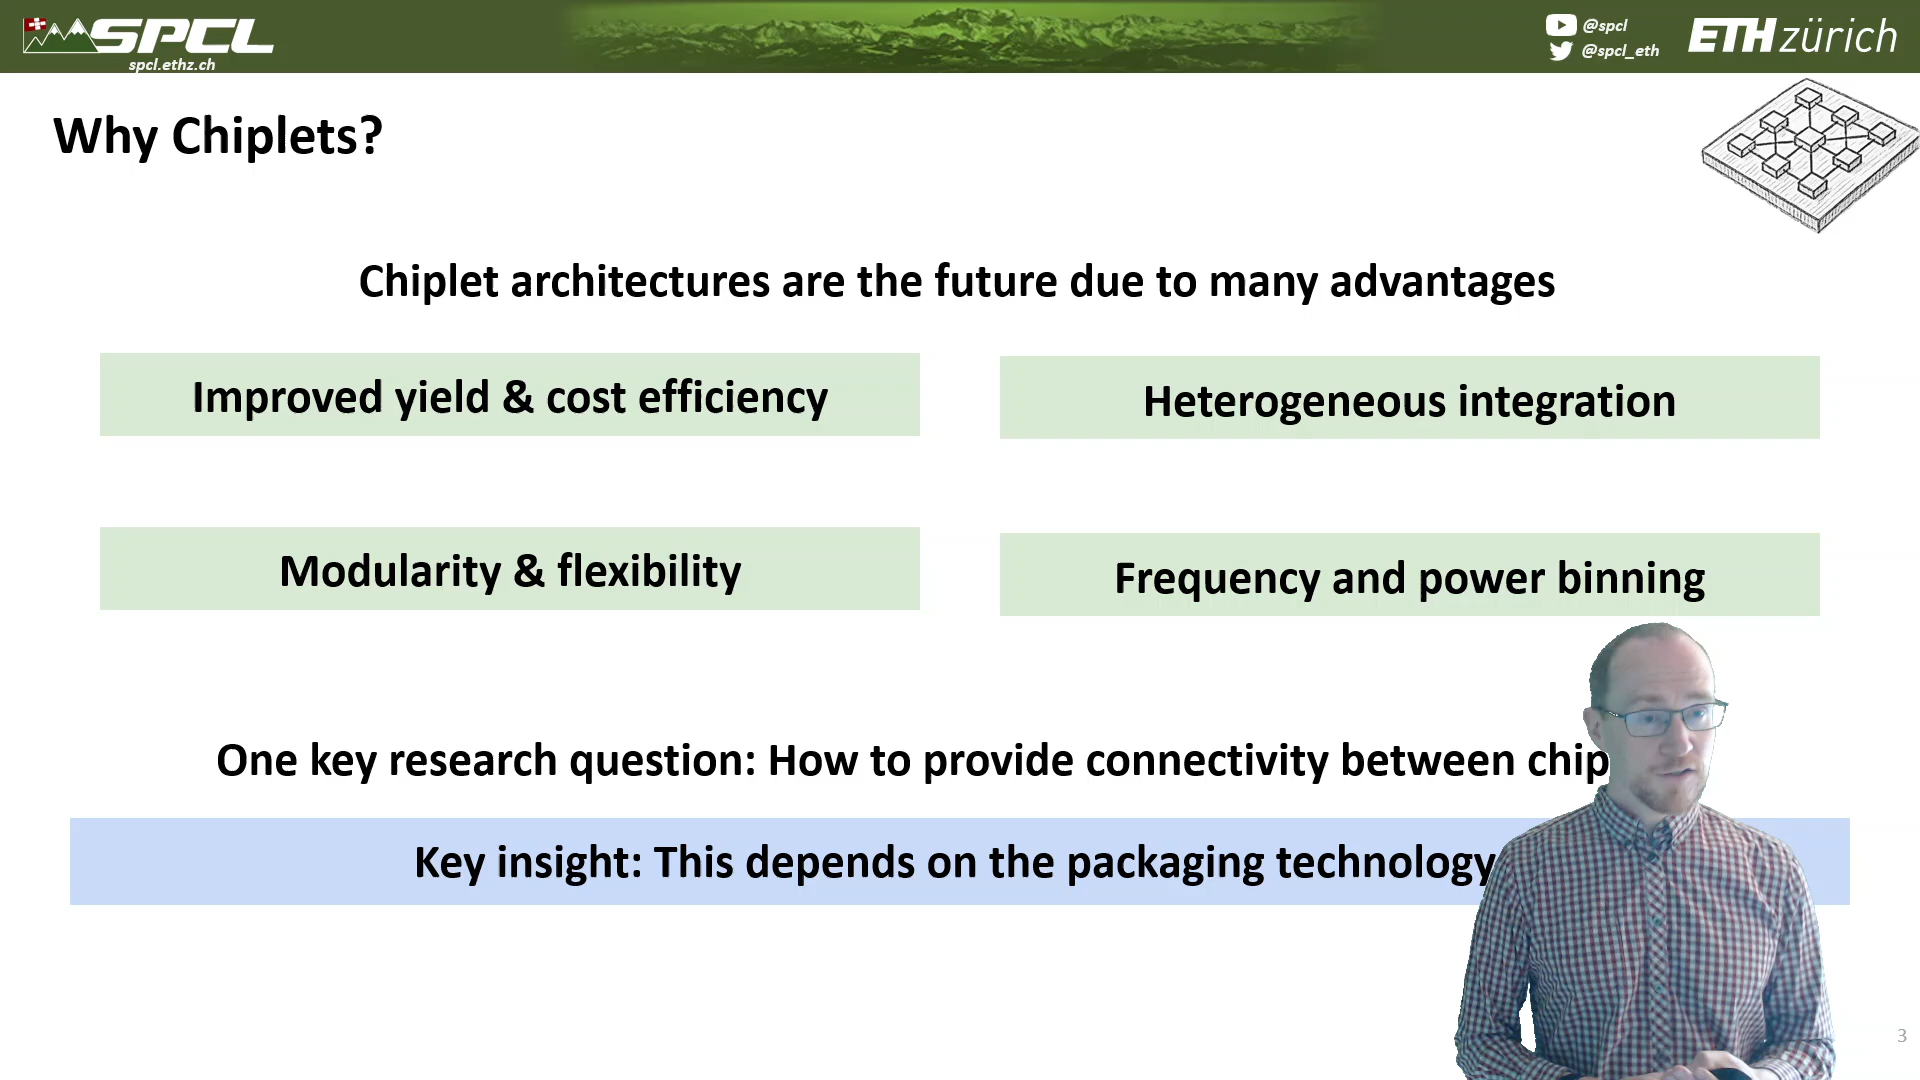 SPCL
spcl.ethz.ch
@spcl
@spcl_eth
ETH zürich
Why Chiplets?
Chiplet architectures are the future due to many advantages
Improved yield & cost efficiency
Heterogeneous integration
Modularity & flexibility
Frequency and power binning
One key research question: How to provide connectivity between chip
Key insight: This depends on the packaging technology
3